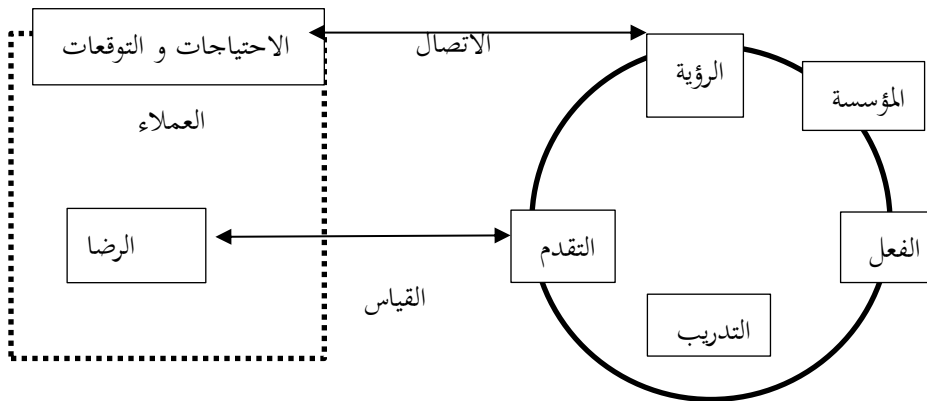 الاحتياجات و التوقعات
الاتصال
الرؤية
المؤسسة
العملاء
الرضا
التقدم
الفعل
القياس
التدريب